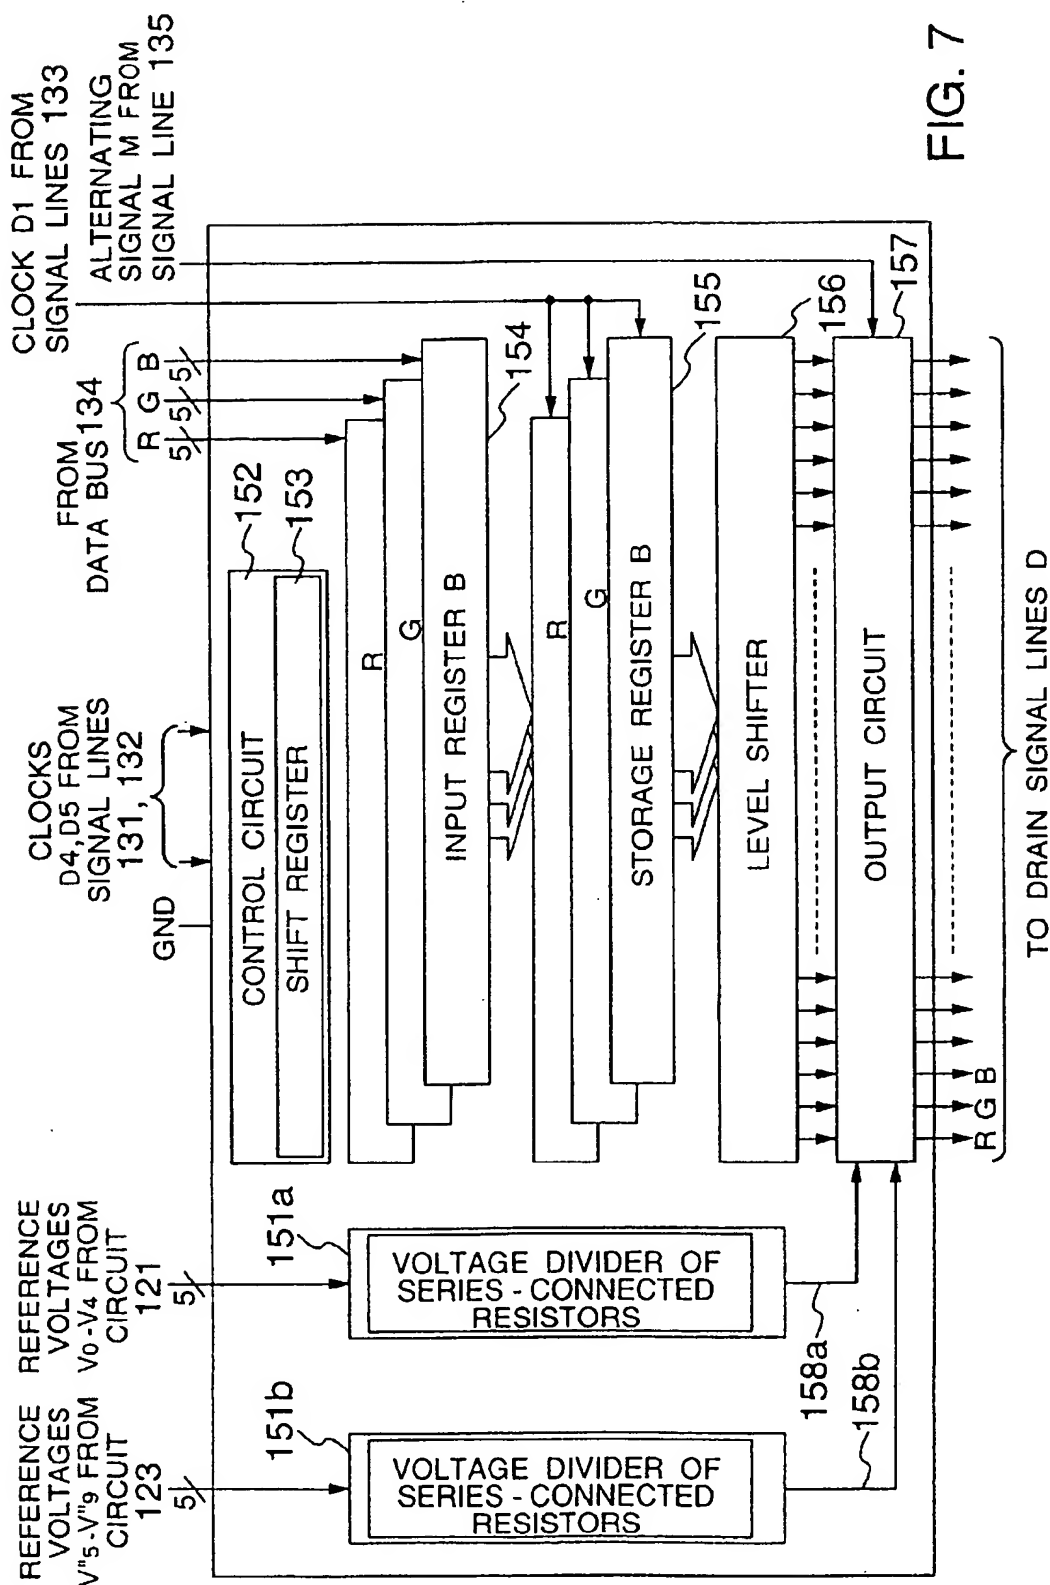 REFERENCE
VOLTAGES
V"5-V"9 FROM
CIRCUIT
123
5
REFERENCE
VOLTAGES
V0-V4 FROM
CIRCUIT
121
5
GND
CLOCKS
D4,D5 FROM
SIGNAL LINES
131, 132
FROM
DATA BUS 134
R G B
5 5 5
CLOCK D1 FROM
SIGNAL LINES 133
ALTERNATING
SIGNAL M FROM
SIGNAL LINE 135
151b
VOLTAGE DIVIDER OF
SERIES-CONNECTED
RESISTORS
151a
VOLTAGE DIVIDER OF
SERIES-CONNECTED
RESISTORS
158a
158b
CONTROL CIRCUIT
152
SHIFT REGISTER
153
R
G
INPUT REGISTER B
154
R
G
STORAGE REGISTER B
155
LEVEL SHIFTER
156
OUTPUT CIRCUIT
157
R G B
TO DRAIN SIGNAL LINES D
FIG. 7